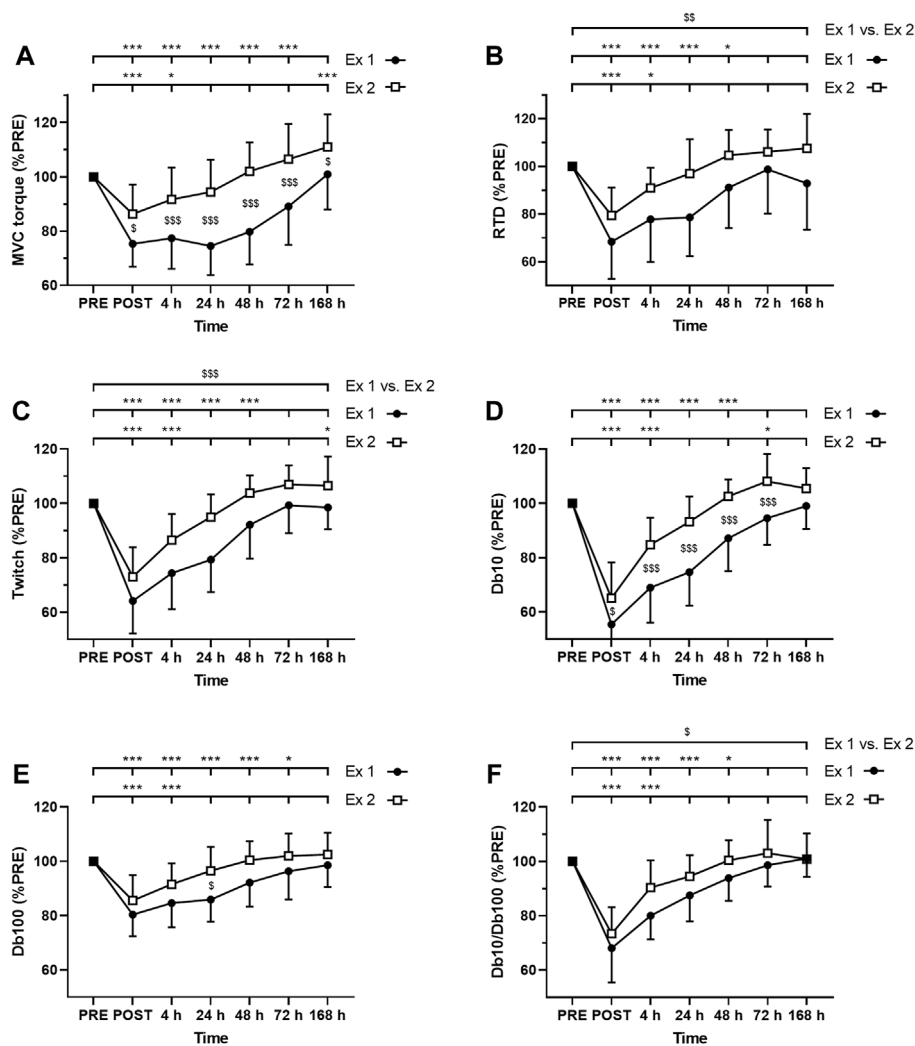 $$ Ex 1 vs. Ex 2
A *** *** *** *** *** Ex 1
*** * *** Ex 2
B *** *** *** * Ex 1
*** * Ex 2
MVC torque (%PRE)
120
100
80
60
$ $$$ $$$ $$$ $$$ $
PRE POST 4 h 24 h 48 h 72 h 168 h
Time
RTD (%PRE)
120
100
80
60
PRE POST 4 h 24 h 48 h 72 h 168 h
Time
$$$ Ex 1 vs. Ex 2
C *** *** *** *** Ex 1
*** *** * Ex 2
D *** *** *** *** Ex 1
*** *** * Ex 2
Twitch (%PRE)
120
100
80
60
PRE POST 4 h 24 h 48 h 72 h 168 h
Time
Db10 (%PRE)
120
100
80
60
$ $$$ $$$ $$$ $$$
PRE POST 4 h 24 h 48 h 72 h 168 h
Time
E *** *** *** *** * Ex 1
*** *** Ex 2
$ Ex 1 vs. Ex 2
F *** *** *** * Ex 1
*** *** Ex 2
Db100 (%PRE)
120
100
80
60
$
PRE POST 4 h 24 h 48 h 72 h 168 h
Time
Db10/Db100 (%PRE)
120
100
80
60
PRE POST 4 h 24 h 48 h 72 h 168 h
Time